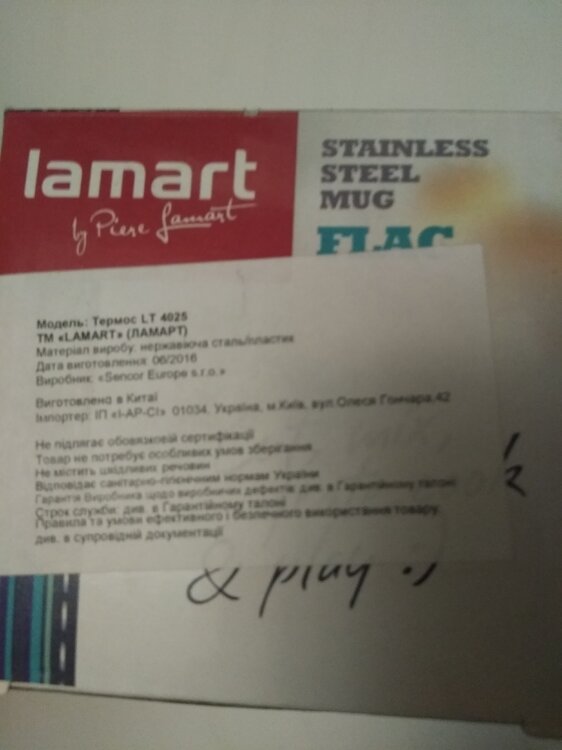 lamart
by Piere Lamart
STAINLESS
STEEL
MUG
FLAC
Модель: Термос LT 4025
ТМ «LAMART» (ЛАМАРТ)
Матеріал виробу: нержавіюча сталь/пластик
Дата виготовлення: 06/2016
Виробник: «Sencor Europe s.r.o.»
Виготовлено в Китаї
Імпортер: ІП «І-АР-СІ» 01034, Україна, м.Київ, вул.Олеся Гончара,42
Не підлягає обовязковій сертифікації
Товар не потребує особливих умов зберігання
Не містить шкідливих речовин
Відповідає санітарно-гігієнічним нормам України
Гарантія Виробника щодо виробничих дефектів: див. в Гарантійному талоні
Строк служби: див. в Гарантійному талоні
Правила та умови ефективного і безпечного використання товару:
див. в супровідній документації
& play :)